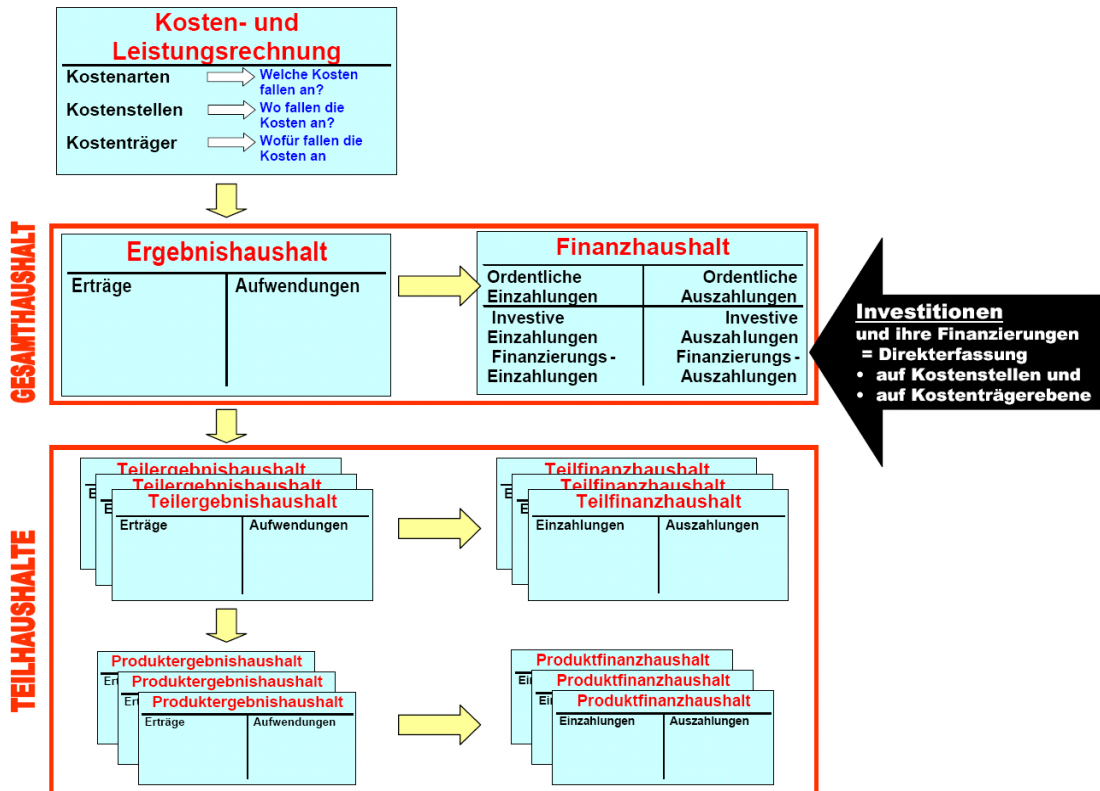 Kosten- und
Leistungsrechnung
Kostenarten
Welche Kosten
fallen an?
Kostenstellen
Wo fallen die
Kosten an?
Kostenträger
Wofür fallen die
Kosten an
GESAMTHAUSHALT
Ergebnishaushalt
Erträge
Aufwendungen
Finanzhaushalt
Ordentliche
Einzahlungen
Ordentliche
Auszahlungen
Investive
Einzahlungen
Finanzierungs-
Einzahlungen
Investive
Auszahlungen
Finanzierungs-
Auszahlungen
Investitionen
und ihre Finanzierungen
= Direkterfassung
• auf Kostenstellen und
• auf Kostenträgerebene
TEILHAUSHALTE
Teilergebnishaushalt
Teilergebnishaushalt
Teilergebnishaushalt
Erträge
Aufwendungen
Teilfinanzhaushalt
Teilfinanzhaushalt
Teilfinanzhaushalt
Einzahlungen
Auszahlungen
Produktergebnishaushalt
Produktergebnishaushalt
Produktergebnishaushalt
Erträge
Aufwendungen
Produktfinanzhaushalt
Produktfinanzhaushalt
Produktfinanzhaushalt
Einzahlungen
Auszahlungen